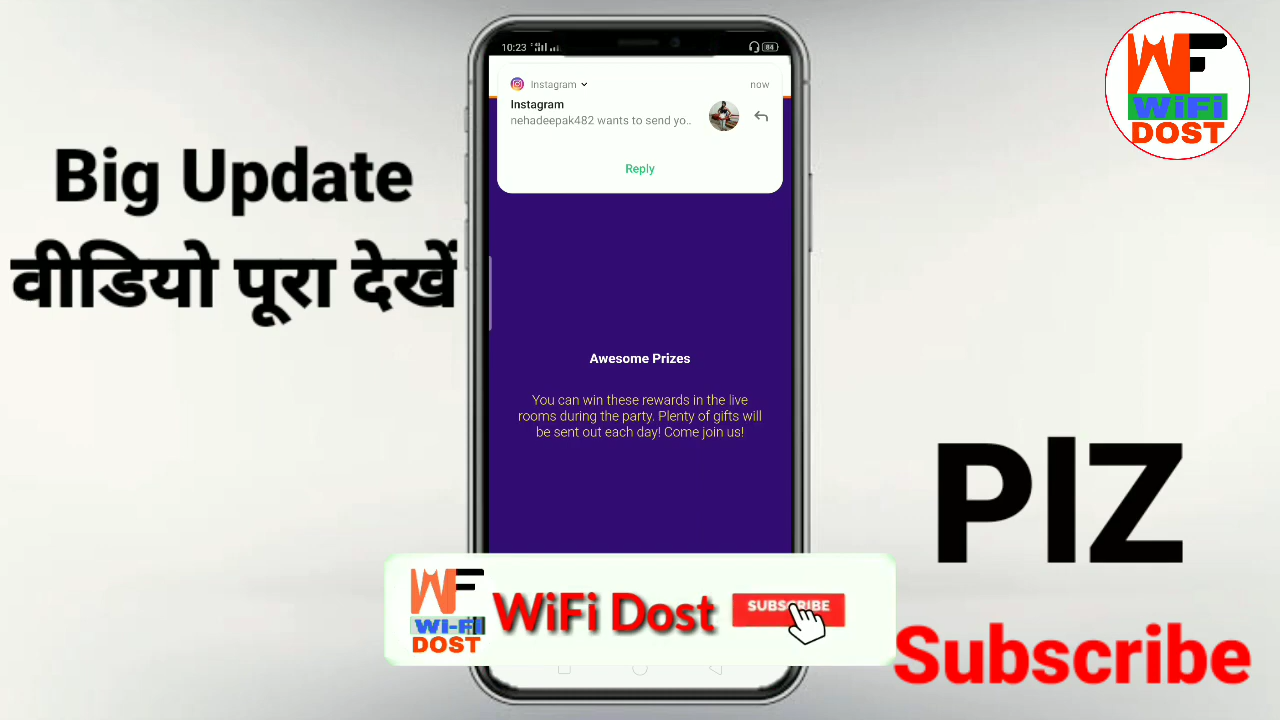 Big Update
वीडियो पूरा देखें
10:23
84
Instagram
now
Instagram
nehadeepak482 wants to send yo..
Reply
Awesome Prizes
You can win these rewards in the live
rooms during the party. Plenty of gifts will
be sent out each day! Come join us!
WF
WiFi
DOST
PlZ
Subscribe
WF
WI-Fi
DOST
WiFi Dost
SUBSCRIBE